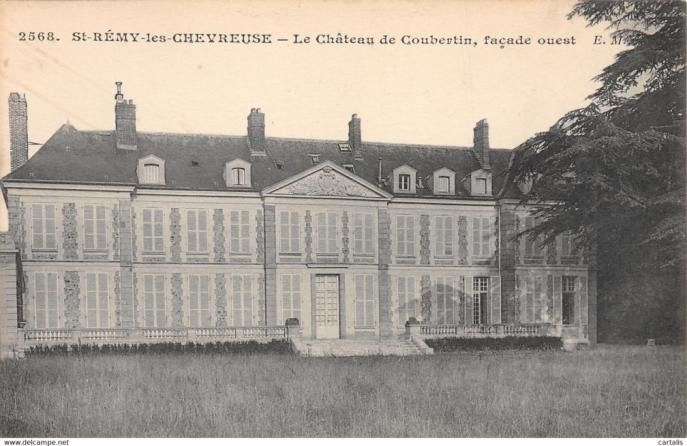 2568. St-RÉMY-les-CHEVREUSE – Le Château de Coubertin, façade ouest E.
www.delcampe.net
cartalis